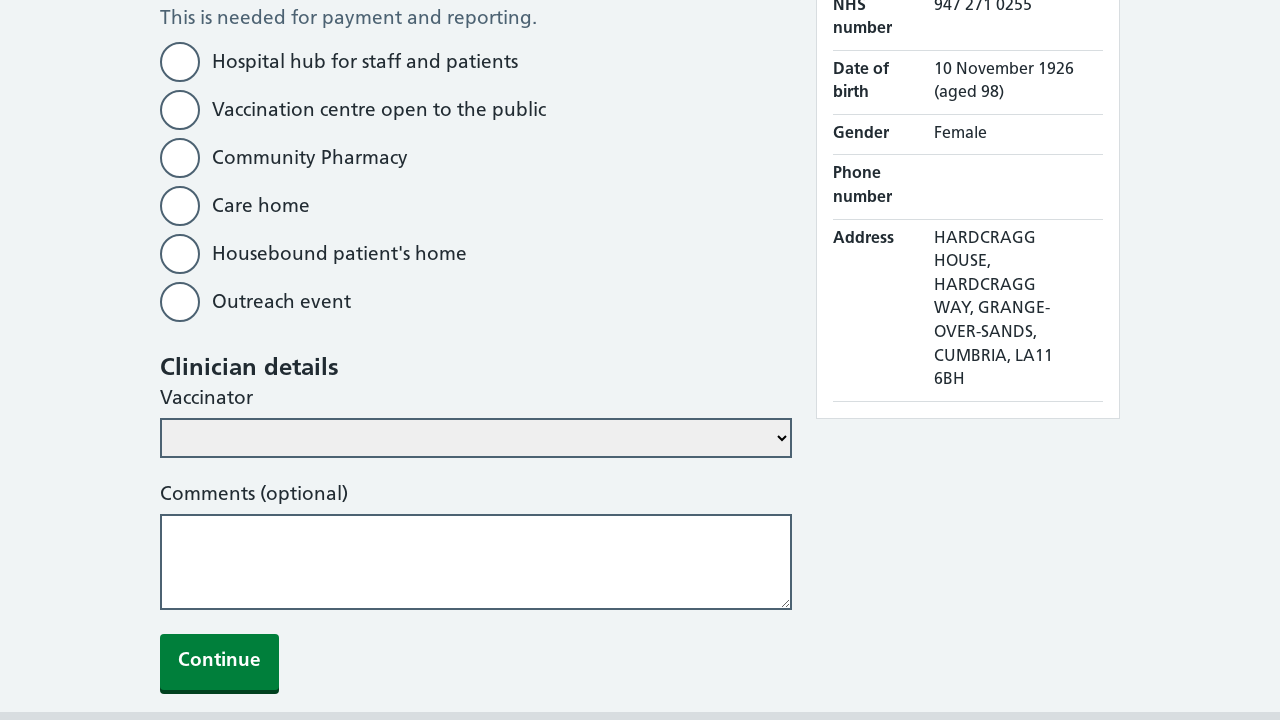 This is needed for payment and reporting.
Hospital hub for staff and patients
Vaccination centre open to the public
Community Pharmacy
Care home
Housebound patient's home
Outreach event
Clinician details
Vaccinator
Comments (optional)
Continue
NHS 947 271 0255
number
Date of 10 November 1926
birth (aged 98)
Gender Female
Phone
number
Address HARDCRAGG
HOUSE,
HARDCRAGG
WAY, GRANGE-
OVER-SANDS,
CUMBRIA, LA11
6BH